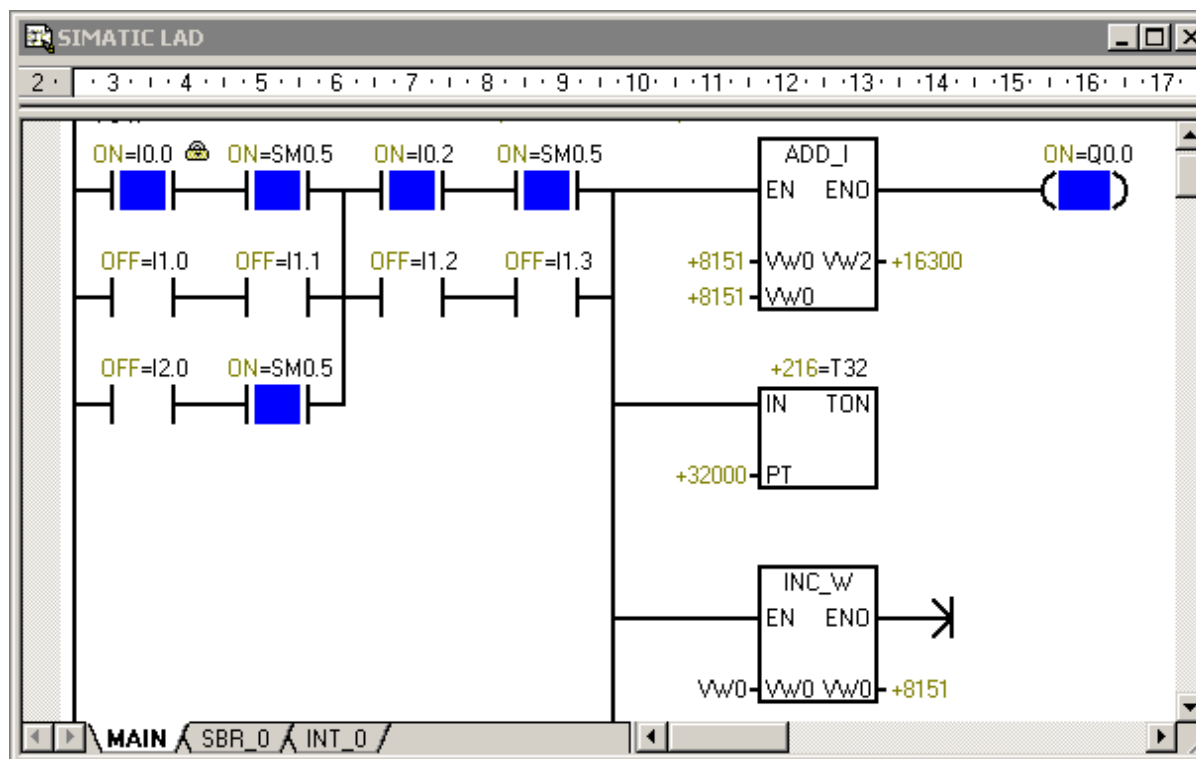 SIMATIC LAD
2 · · 3 · ı · 4 · ı · 5 · ı · 6 · ı · 7 · ı · 8 · ı · 9 · ı · 10 · ı · 11 · ı · 12 · ı · 13 · ı · 14 · ı · 15 · ı · 16 · ı · 17 ·
ON=I0.0 ON=SM0.5 ON=I0.2 ON=SM0.5 ADD_I ON=Q0.0
EN ENO
OFF=I1.0 OFF=I1.1 OFF=I1.2 OFF=I1.3 +8151 VW0 VW2 +16300
+8151 VW0
OFF=I2.0 ON=SM0.5 +216=T32
IN TON
+32000 PT
INC_W
EN ENO
VW0 VW0 VW0 +8151
MAIN SBR_0 INT_0